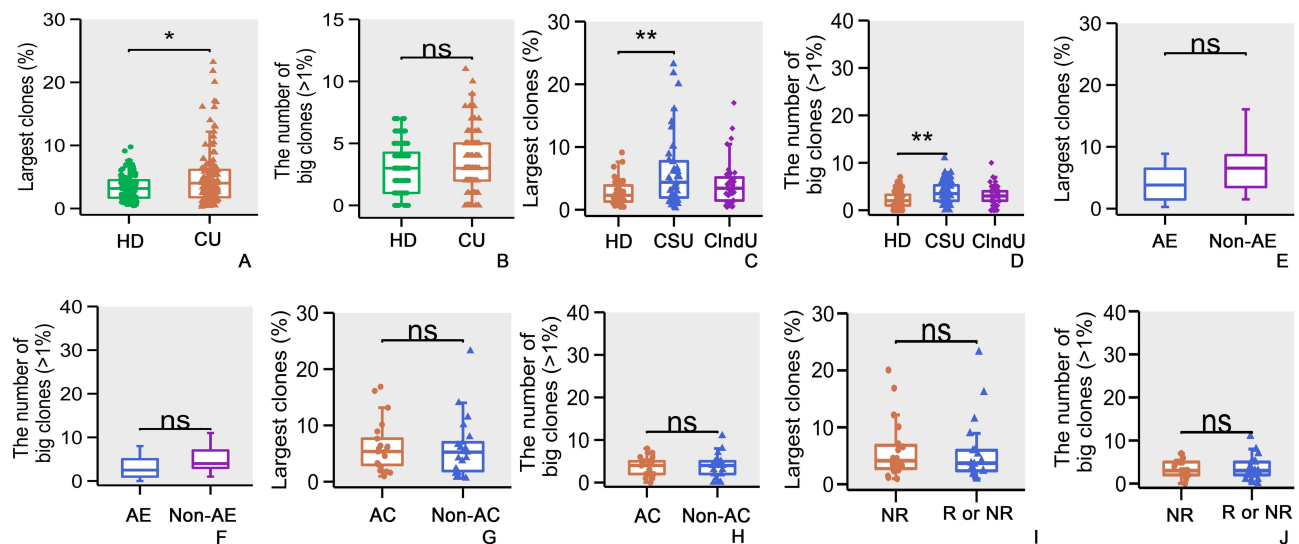 Largest clones (%)
30
20
10
0
*
HD
CU
A
The number of
big clones (>1%)
15
10
5
0
ns
HD
CU
B
Largest clones (%)
30
20
10
0
**
HD
CSU
CIndU
C
The number of
big clones (>1%)
40
30
20
10
0
**
HD
CSU
CIndU
D
Largest clones (%)
30
20
10
0
ns
AE
Non-AE
E
The number of
big clones (>1%)
40
30
20
10
0
ns
AE
Non-AE
F
Largest clones (%)
30
20
10
0
ns
AC
Non-AC
G
The number of
big clones (>1%)
40
30
20
10
0
ns
AC
Non-AC
H
Largest clones (%)
30
20
10
0
ns
NR
R or NR
I
The number of
big clones (>1%)
40
30
20
10
0
ns
NR
R or NR
J